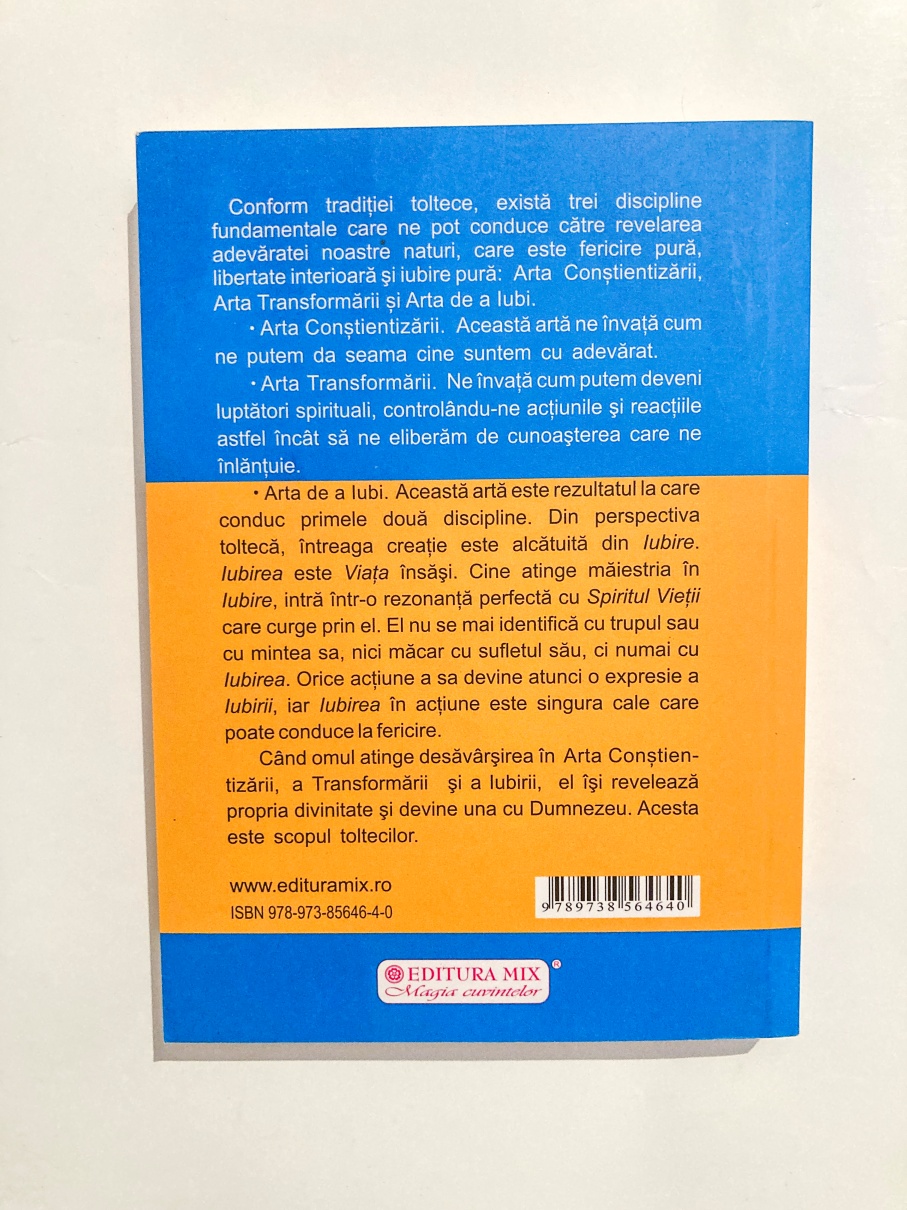 Conform tradiției toltece, există trei discipline
fundamentale care ne pot conduce către revelarea
adevăratei noastre naturi, care este fericire pură,
libertate interioară şi iubire pură: Arta Conștientizării,
Arta Transformării și Arta de a Iubi.
• Arta Conștientizării. Această artă ne învață cum
ne putem da seama cine suntem cu adevărat.
• Arta Transformării. Ne învață cum putem deveni
luptători spirituali, controlându-ne acțiunile şi reacțiile
astfel încât să ne eliberăm de cunoaşterea care ne
înlănțuie.
• Arta de a Iubi. Această artă este rezultatul la care
conduc primele două discipline. Din perspectiva
toltecă, întreaga creație este alcătuită din Iubire.
Iubirea este Viața însăşi. Cine atinge măiestria în
Iubire, intră într-o rezonanță perfectă cu Spiritul Vieții
care curge prin el. El nu se mai identifică cu trupul sau
cu mintea sa, nici măcar cu sufletul său, ci numai cu
Iubirea. Orice acțiune a sa devine atunci o expresie a
Iubirii, iar Iubirea în acțiune este singura cale care
poate conduce la fericire.
Când omul atinge desăvârşirea în Arta Conştien-
tizării, a Transformării şi a Iubirii, el îşi revelează
propria divinitate şi devine una cu Dumnezeu. Acesta
este scopul toltecilor.
www.edituramix.ro
ISBN 978-973-85646-4-0
9 789738 564640
EDITURA MIX ®
Magia cuvintelor